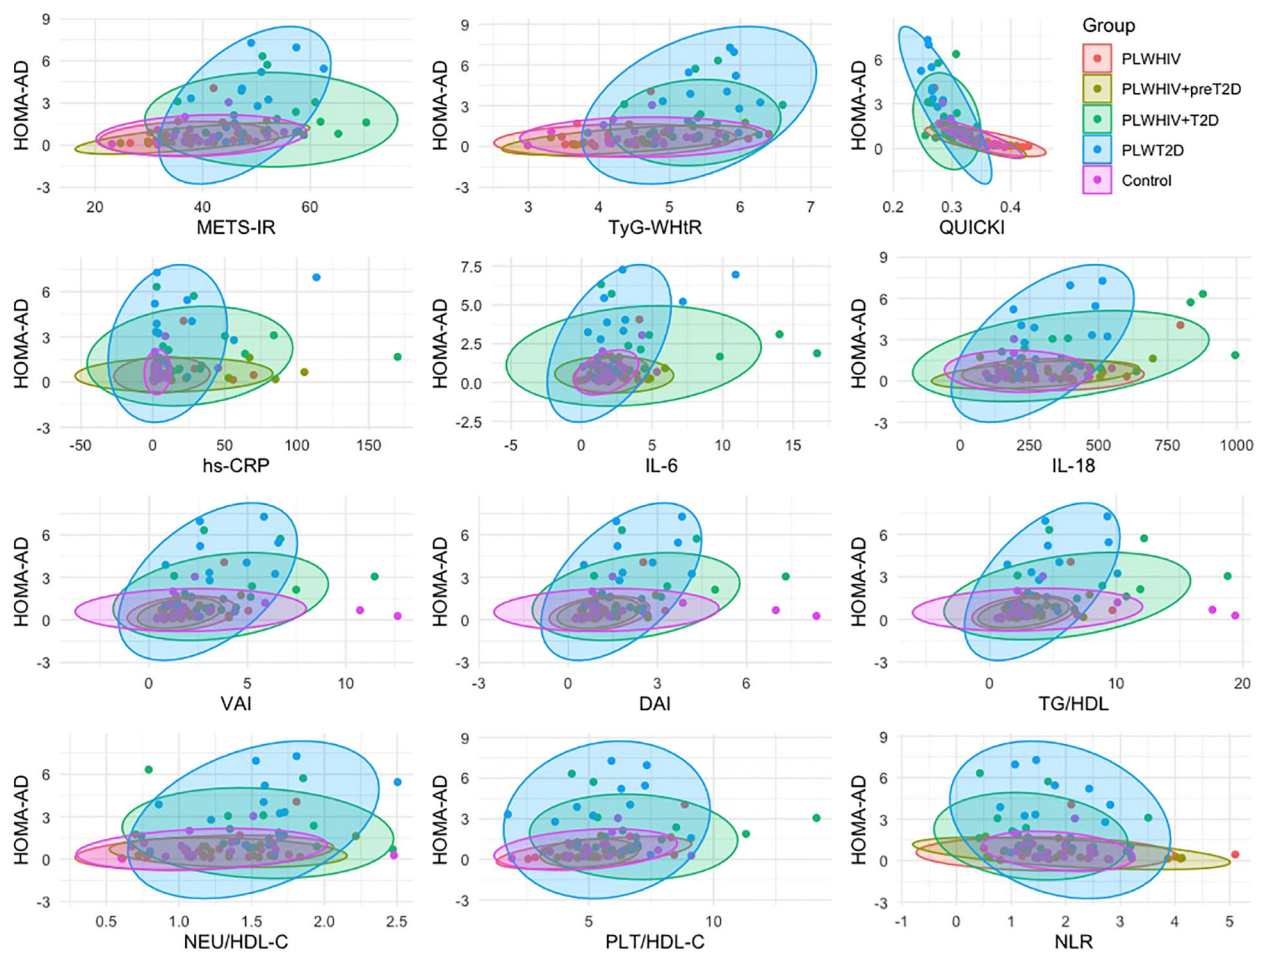 HOMA-AD
9
6
3
0
-3
20 40 60
METS-IR
HOMA-AD
9
6
3
0
-3
3 4 5 6 7
TyG-WHtR
HOMA-AD
6
3
0
0.2 0.3 0.4
QUICKI
Group
PLWHIV
PLWHIV+preT2D
PLWHIV+T2D
PLWT2D
Control
HOMA-AD
6
3
0
-3
-50 0 50 100 150
hs-CRP
HOMA-AD
7.5
5.0
2.5
0.0
-2.5
-5 0 5 10 15
IL-6
HOMA-AD
9
6
3
0
-3
0 250 500 750 1000
IL-18
HOMA-AD
6
3
0
-3
0 5 10
VAI
HOMA-AD
6
3
0
-3
-3 0 3 6
DAI
HOMA-AD
6
3
0
-3
0 10 20
TG/HDL
HOMA-AD
6
3
0
-3
0.5 1.0 1.5 2.0 2.5
NEU/HDL-C
HOMA-AD
9
6
3
0
-3
5 10
PLT/HDL-C
HOMA-AD
9
6
3
0
-3
-1 0 1 2 3 4 5
NLR